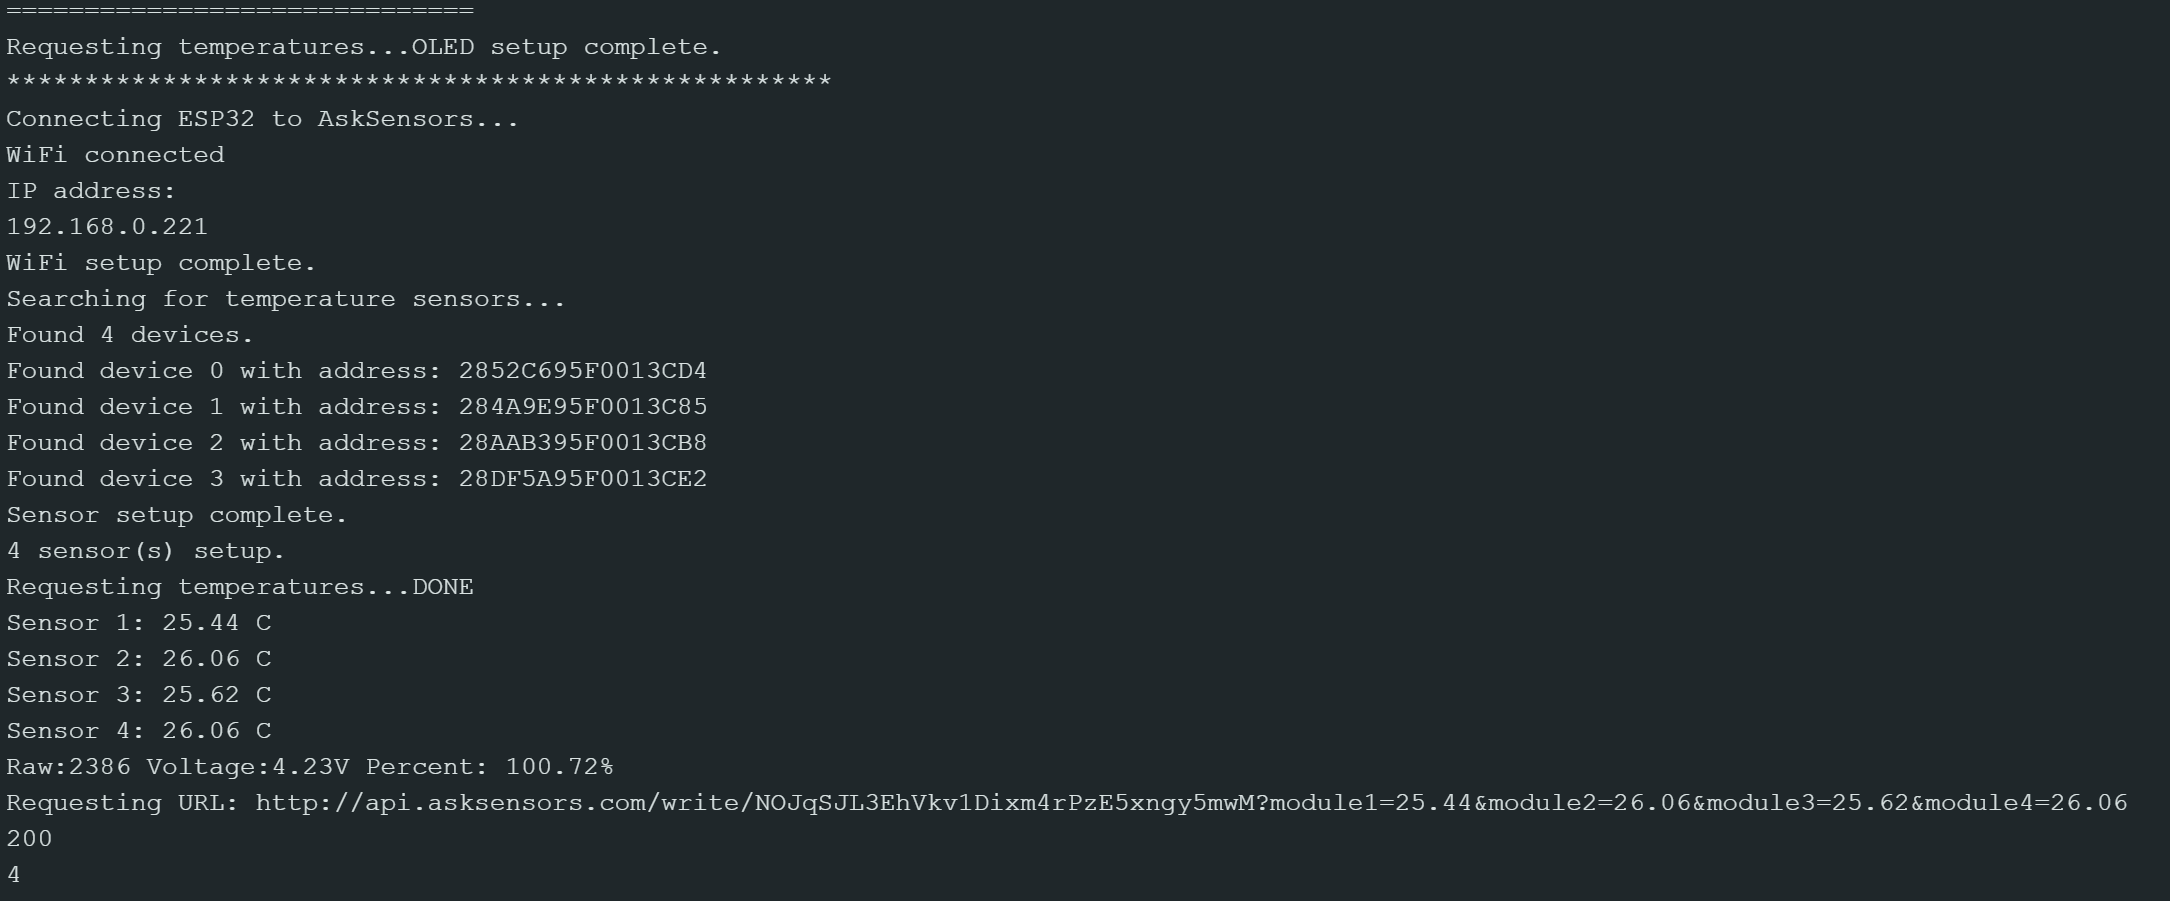 ==============================
Requesting temperatures...OLED setup complete.
*****************************************************
Connecting ESP32 to AskSensors...
WiFi connected
IP address:
192.168.0.221
WiFi setup complete.
Searching for temperature sensors...
Found 4 devices.
Found device 0 with address: 2852C695F0013CD4
Found device 1 with address: 284A9E95F0013C85
Found device 2 with address: 28AAB395F0013CB8
Found device 3 with address: 28DF5A95F0013CE2
Sensor setup complete.
4 sensor(s) setup.
Requesting temperatures...DONE
Sensor 1: 25.44 C
Sensor 2: 26.06 C
Sensor 3: 25.62 C
Sensor 4: 26.06 C
Raw:2386 Voltage:4.23V Percent: 100.72%
Requesting URL: http://api.asksensors.com/write/NOJqSJL3EhVkv1Dixm4rPzE5xngy5mwM?module1=25.44&module2=26.06&module3=25.62&module4=26.06
200
4